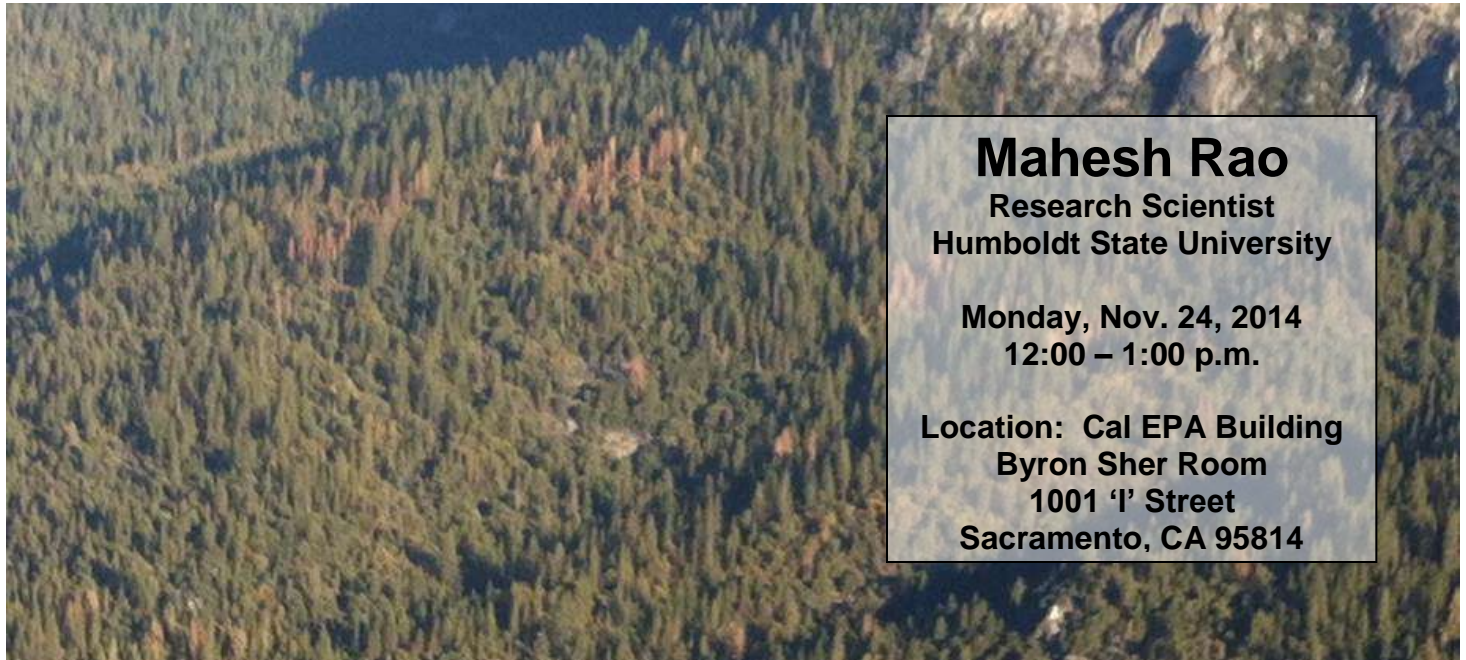 Mahesh Rao
Research Scientist
Humboldt State University
Monday, Nov. 24, 2014
12:00 – 1:00 p.m.
Location:  Cal EPA Building
Byron Sher Room
1001 ‘I’ Street
Sacramento, CA 95814